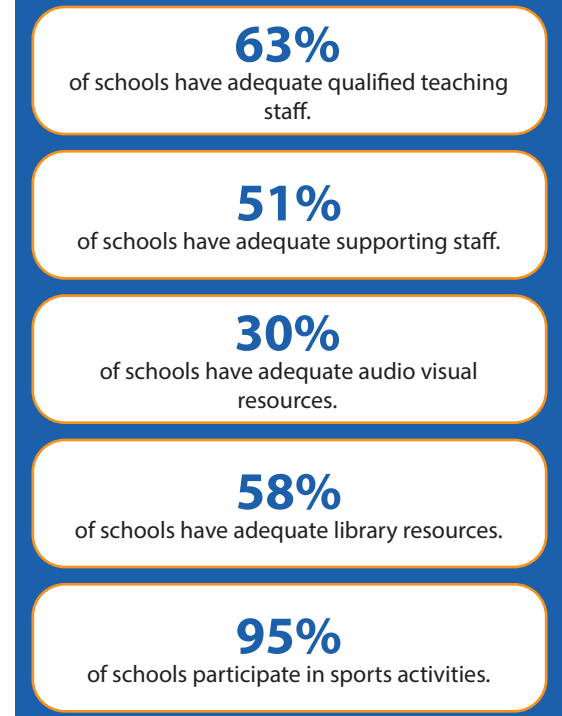 63%
of schools have adequate qualified teaching
staff.
51%
of schools have adequate supporting staff.
30%
of schools have adequate audio visual
resources.
58%
of schools have adequate library resources.
95%
of schools participate in sports activities.